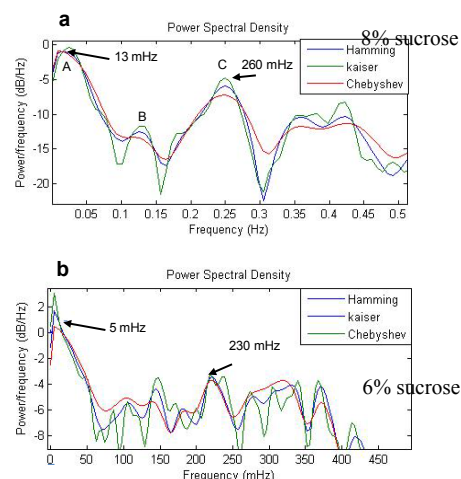 a
Power Spectral Density
8% sucrose
Hamming
kaiser
Chebyshev
13 mHz
A
B
C
260 mHz
Power/frequency (dB/Hz)
0
-5
-10
-15
-20
0.05 0.1 0.15 0.2 0.25 0.3 0.35 0.4 0.45 0.5
Frequency (Hz)
b
Power Spectral Density
Hamming
kaiser
Chebyshev
5 mHz
230 mHz
6% sucrose
Power/frequency (dB/Hz)
2
0
-2
-4
-6
-8
0 50 100 150 200 250 300 350 400 450
Frequency (mHz)